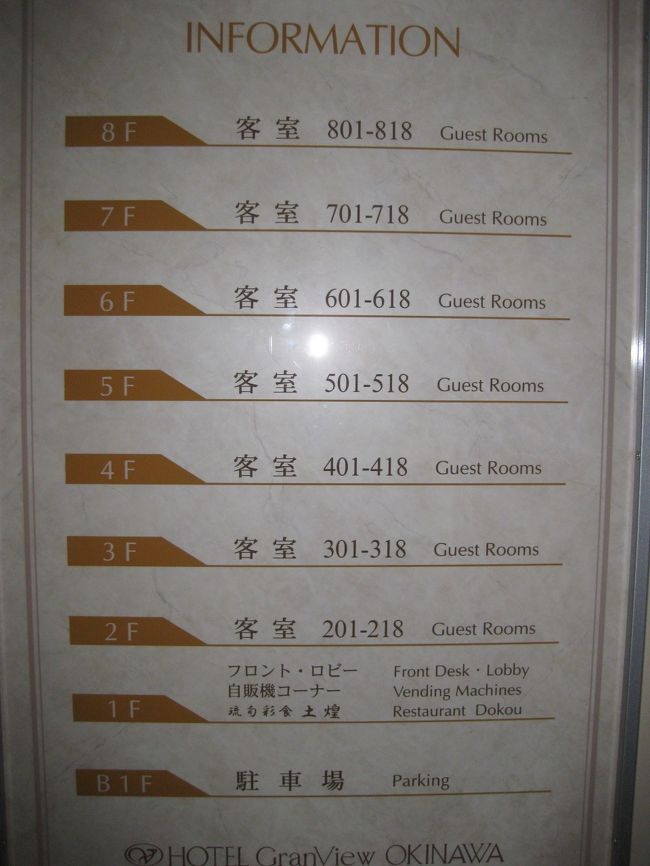 INFORMATION
8F 客室 801-818 Guest Rooms
7F 客室 701-718 Guest Rooms
6F 客室 601-618 Guest Rooms
5F 客室 501-518 Guest Rooms
4F 客室 401-418 Guest Rooms
3F 客室 301-318 Guest Rooms
2F 客室 201-218 Guest Rooms
フロント・ロビー Front Desk・Lobby
自販機コーナー Vending Machines
1F 琉旬彩食 土煌 Restaurant Dokou
B1F 駐車場 Parking
HOTEL GranView OKINAWA